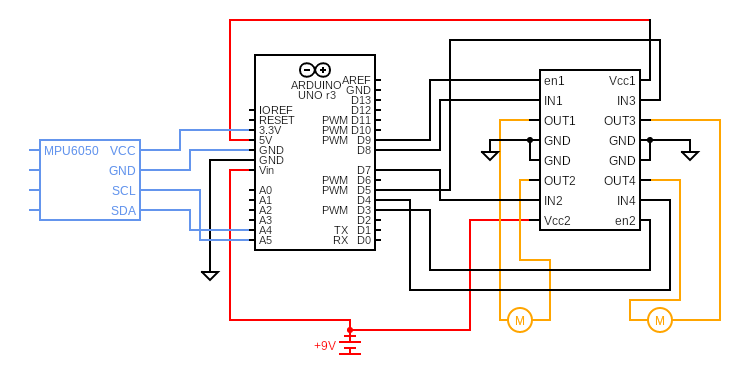 ARDUINO
UNO r3
AREF
GND
D13
IOREF D12
RESET PWM D11
3.3V PWM D10
5V PWM D9
GND D8
GND
Vin D7
PWM D6
A0 PWM D5
A1 D4
A2 PWM D3
A3 D2
A4 TX D1
A5 RX D0
MPU6050 VCC
GND
SCL
SDA
en1 Vcc1
IN1 IN3
OUT1 OUT3
GND GND
GND GND
OUT2 OUT4
IN2 IN4
Vcc2 en2
M M
+9V